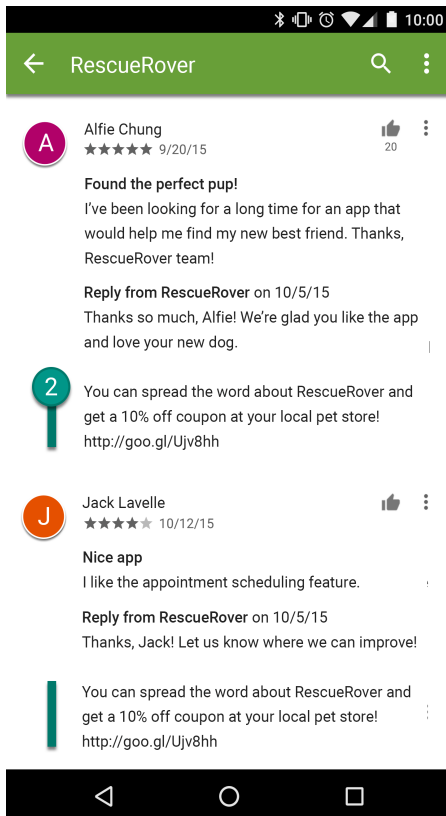 10:00
RescueRover
A
Alfie Chung
★★★★★ 9/20/15
20
Found the perfect pup!
I’ve been looking for a long time for an app that
would help me find my new best friend. Thanks,
RescueRover team!
Reply from RescueRover on 10/5/15
Thanks so much, Alfie! We’re glad you like the app
and love your new dog.
2
You can spread the word about RescueRover and
get a 10% off coupon at your local pet store!
http://goo.gl/Ujv8hh
J
Jack Lavelle
★★★★★ 10/12/15
Nice app
I like the appointment scheduling feature.
Reply from RescueRover on 10/5/15
Thanks, Jack! Let us know where we can improve!
You can spread the word about RescueRover and
get a 10% off coupon at your local pet store!
http://goo.gl/Ujv8hh